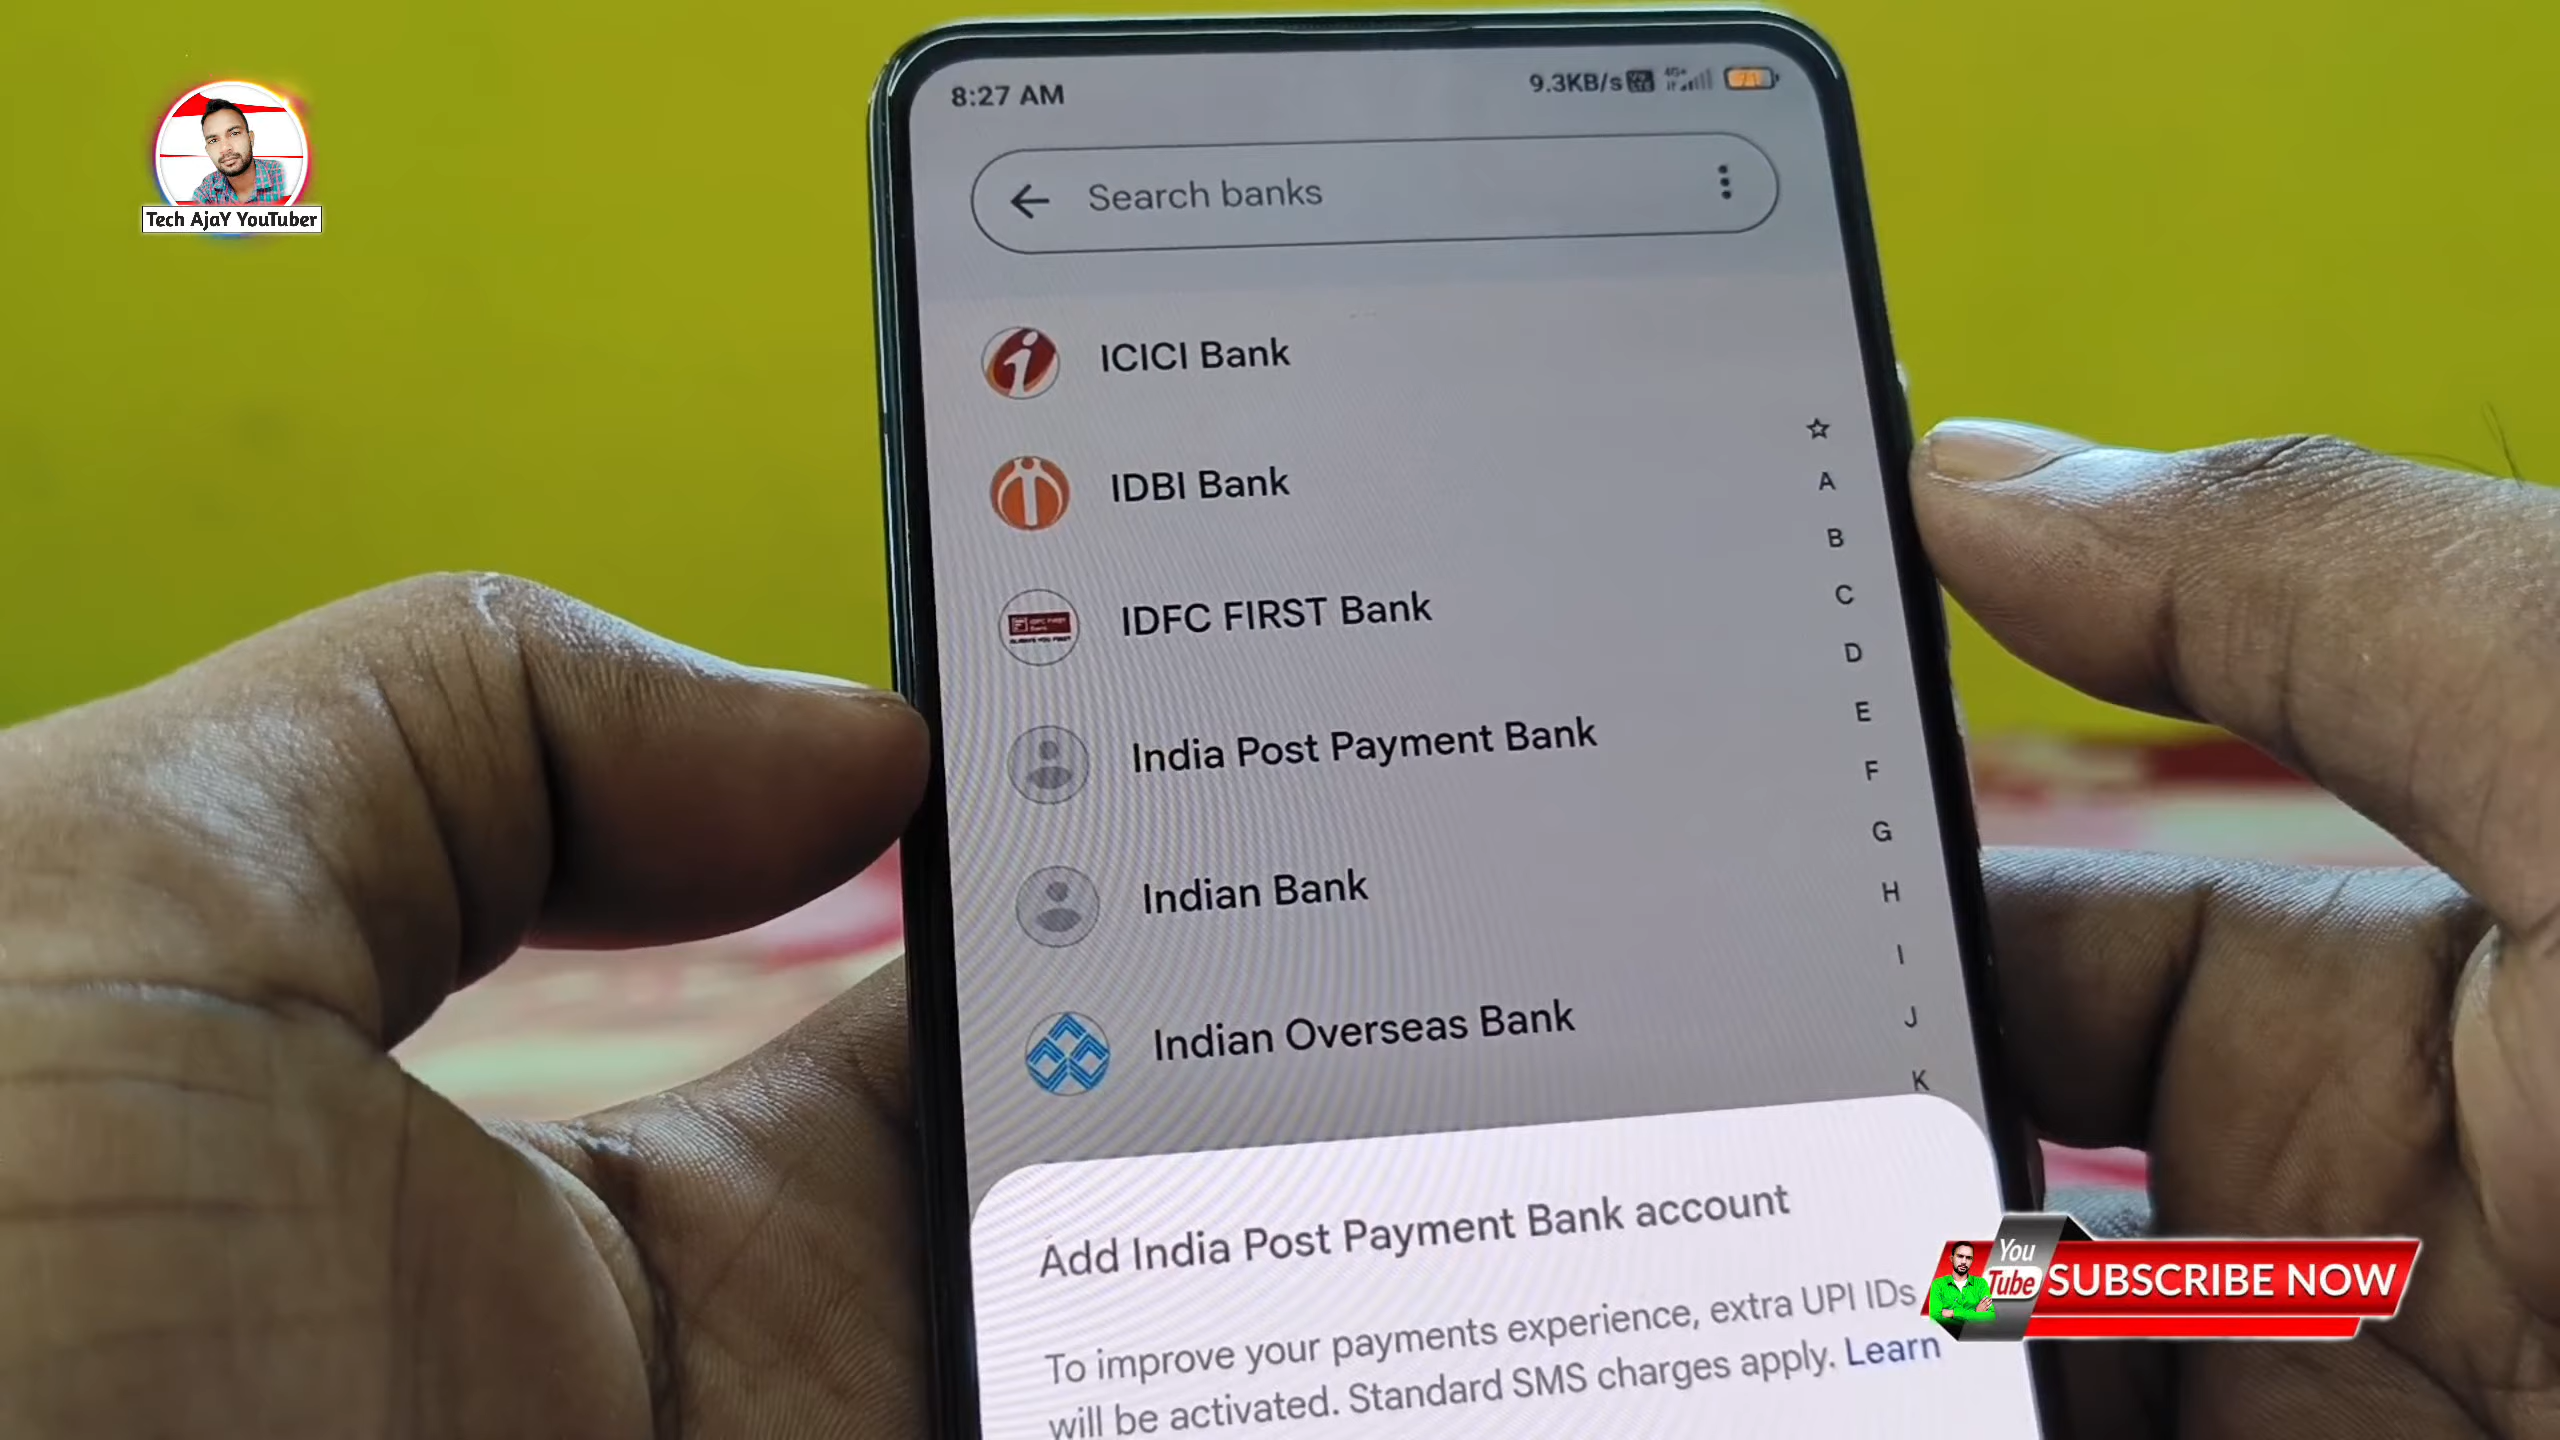 Tech AjaY YouTuber
8:27 AM
9.3KB/s
4G+
71
Search banks
ICICI Bank
IDBI Bank
IDFC FIRST Bank
India Post Payment Bank
Indian Bank
Indian Overseas Bank
A
B
C
D
E
F
G
H
I
J
K
Add India Post Payment Bank account
To improve your payments experience, extra UPI IDs
will be activated. Standard SMS charges apply. Learn
You
Tube
SUBSCRIBE NOW